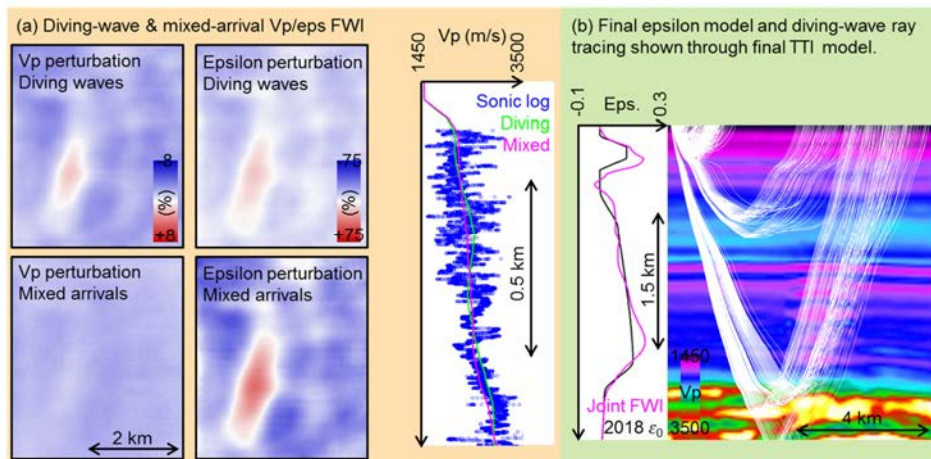 (a) Diving-wave & mixed-arrival Vp/eps FWI
Vp perturbation
Diving waves
-8
(%)
+8
Epsilon perturbation
Diving waves
-75
(%)
+75
Vp perturbation
Mixed arrivals
2 km
Epsilon perturbation
Mixed arrivals
Vp (m/s)
1450
3500
Sonic log
Diving
Mixed
0.5 km
(b) Final epsilon model and diving-wave ray
tracing shown through final TTI model.
-0.1
Eps.
0.3
1.5 km
Joint FWI
2018 ε₀
1450
Vp
3500
4 km